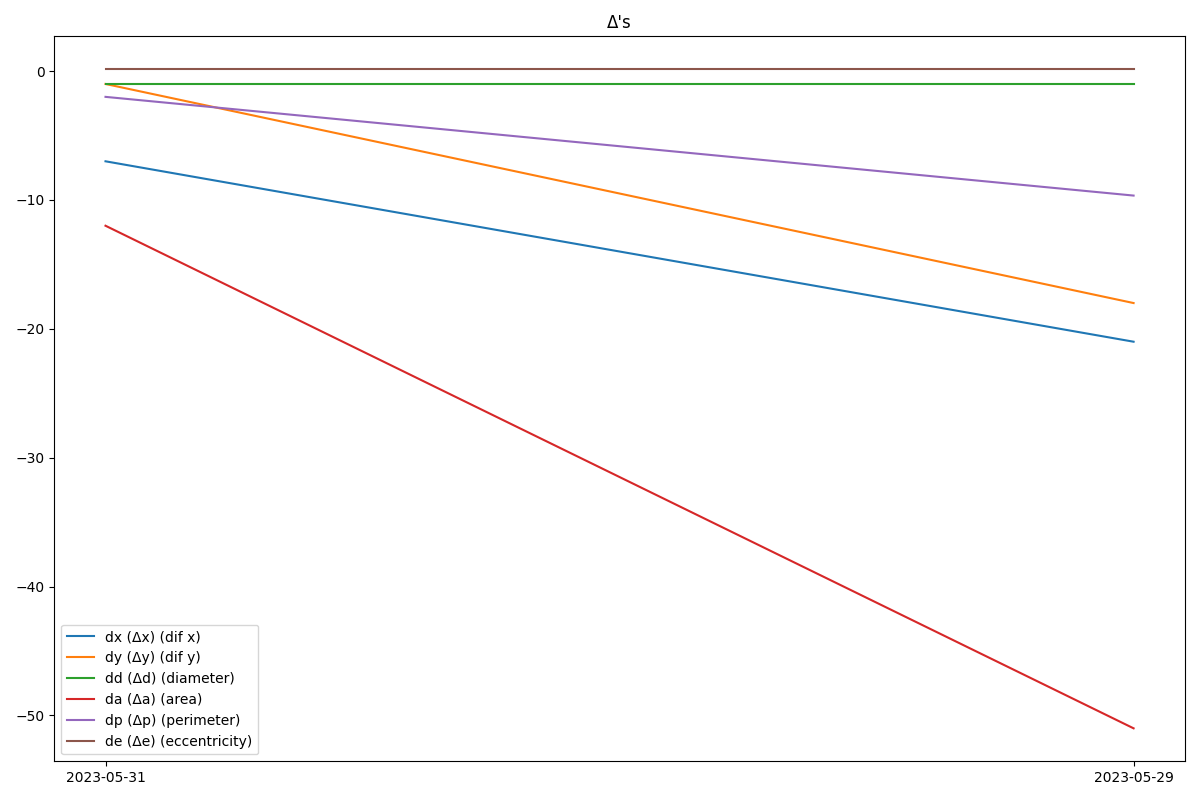 Δ's
0
−10
−20
−30
−40
−50
dx (Δx) (dif x)
dy (Δy) (dif y)
dd (Δd) (diameter)
da (Δa) (area)
dp (Δp) (perimeter)
de (Δe) (eccentricity)
2023-05-31
2023-05-29